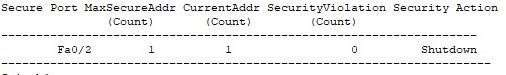 Secure Port MaxSecureAddr CurrentAddr SecurityViolation Security Action
(Count) (Count) (Count)
--------------------------------------------------------------------
Fa0/2 1 1 0 Shutdown
----------------------------------------------------------------------